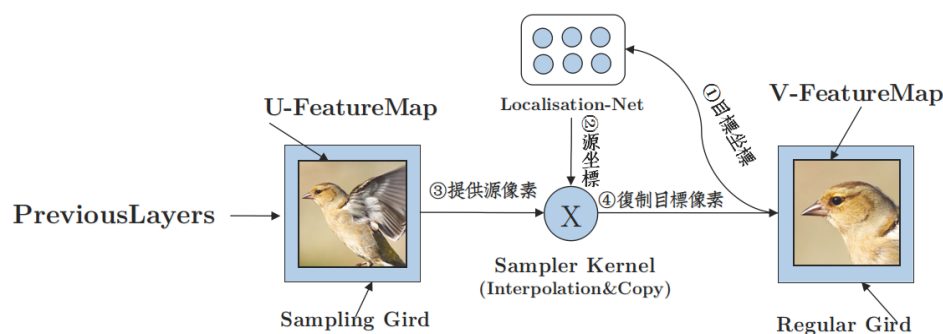 U-FeatureMap
V-FeatureMap
Localisation-Net
①目標坐標
②源坐標
PreviousLayers
③提供源像素
X
④復制目標像素
Sampler Kernel
(Interpolation&Copy)
Sampling Gird
Regular Gird